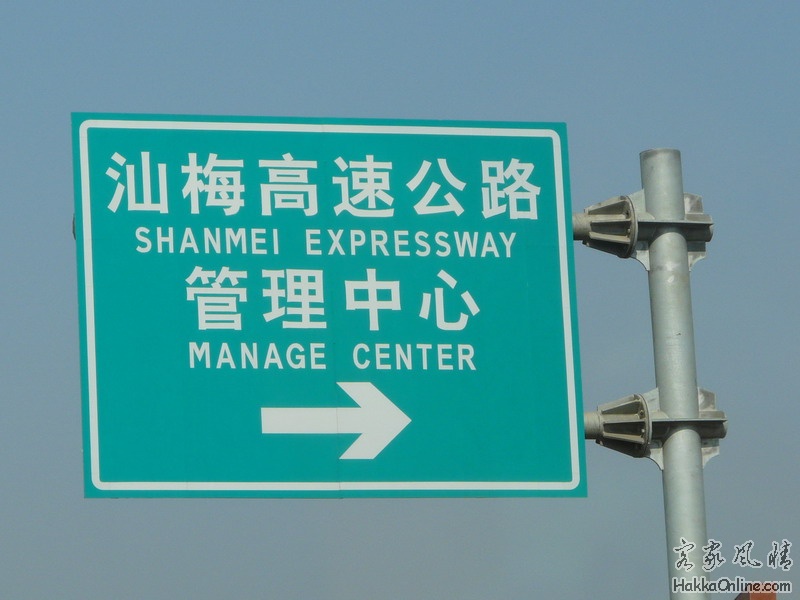 汕梅高速公路
SHANMEI EXPRESSWAY
管理中心
MANAGE CENTER
客家风情
HakkaOnline.com